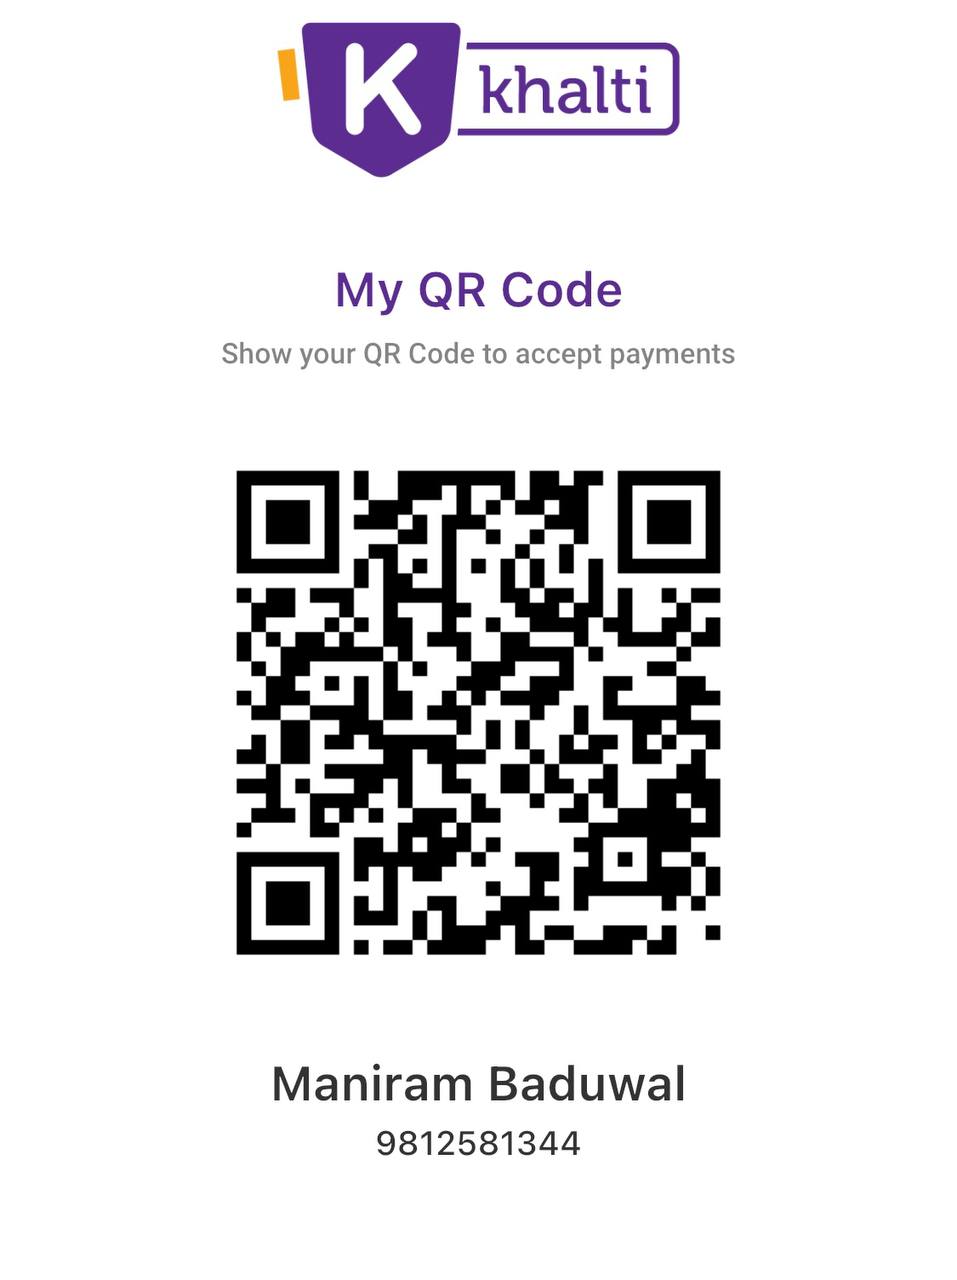 K khalti
My QR Code
Show your QR Code to accept payments
Maniram Baduwal
9812581344